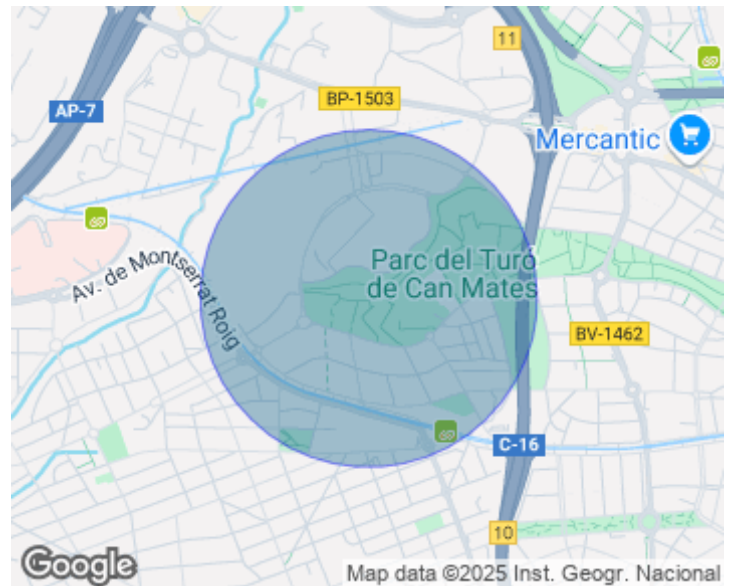 11
AP-7
BP-1503
Mercantic
Av. de Montserrat Roig
Parc del Turó
de Can Mates
BV-1462
C-16
10
Google
Map data ©2025 Inst. Geogr. Nacional